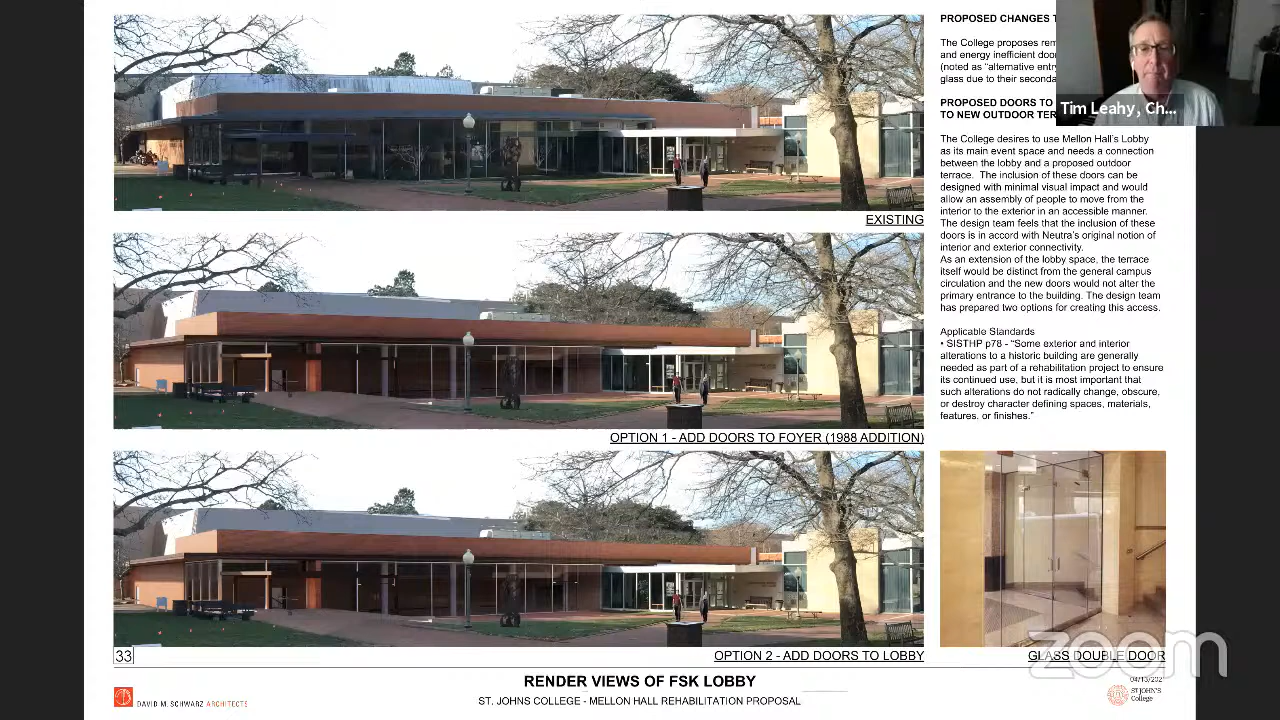 PROPOSED CHANGES
The College proposes
and energy inefficient
(noted as "alternative
glass due to their
PROPOSED DOORS TO
TO NEW OUTDOOR
Tim Leahy, Ch...
The College desires to use Mellon Hall's Lobby
as its main event space and needs a connection
between the lobby and a proposed outdoor
terrace. The inclusion of these doors can be
designed with minimal visual impact and would
allow an assembly of people to move from the
interior to the exterior in an accessible manner.
The design team feels that the inclusion of these
doors is in accord with Neutra's original notion of
interior and exterior connectivity.
As an extension of the lobby space, the terrace
itself would be distinct from the general campus
circulation and the new doors would not alter the
primary entrance to the building. The design team
has prepared two options for creating this access.
Applicable Standards
• SISTHP p78 - "Some exterior and interior
alterations to a historic building are generally
needed as part of a rehabilitation project to ensure
its continued use, but it is most important that
such alterations do not radically change, obscure,
or destroy character defining spaces, materials,
features, or finishes."
EXISTING
OPTION 1 - ADD DOORS TO FOYER (1988 ADDITION)
OPTION 2 - ADD DOORS TO LOBBY
GLASS DOUBLE DOOR
zoom
33
RENDER VIEWS OF FSK LOBBY
ST. JOHNS COLLEGE - MELLON HALL REHABILITATION PROPOSAL
DAVID M. SCHWARZ ARCHITECTS
04/13/202
ST JOHN'S
College